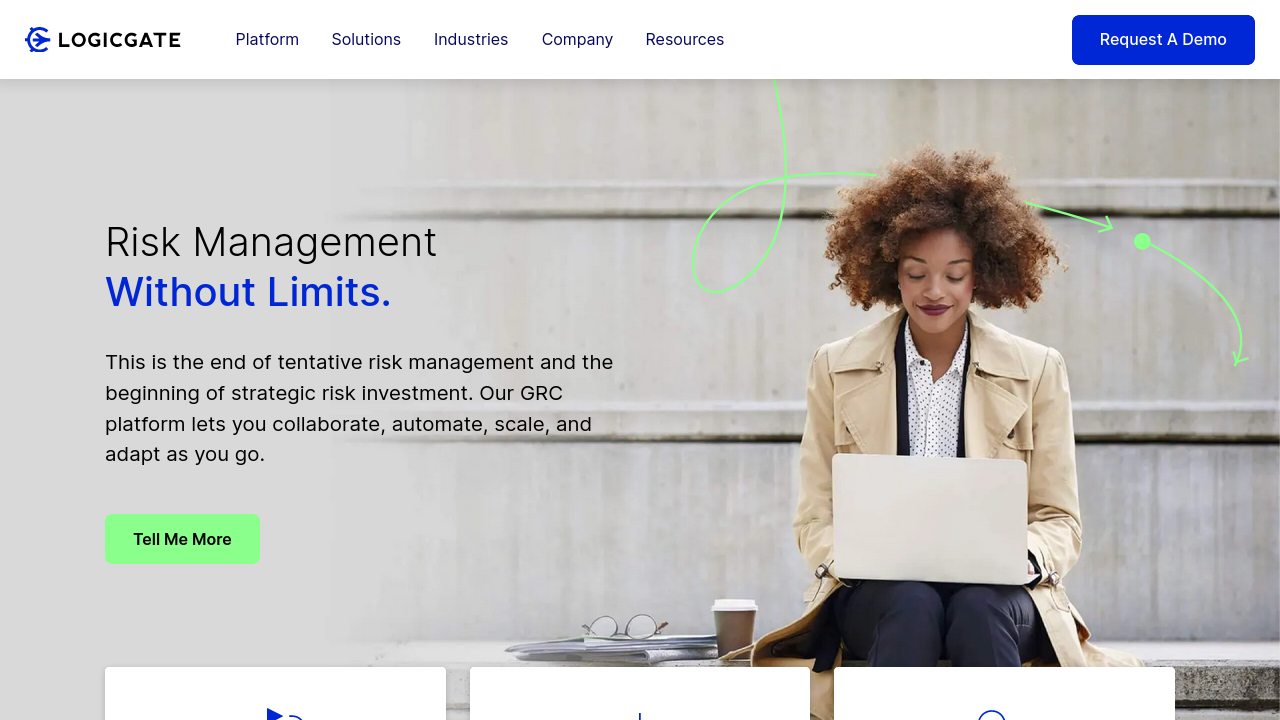 LOGICGATE
Platform
Solutions
Industries
Company
Resources
Request A Demo
Risk Management
Without Limits.
This is the end of tentative risk management and the
beginning of strategic risk investment. Our GRC
platform lets you collaborate, automate, scale, and
adapt as you go.
Tell Me More